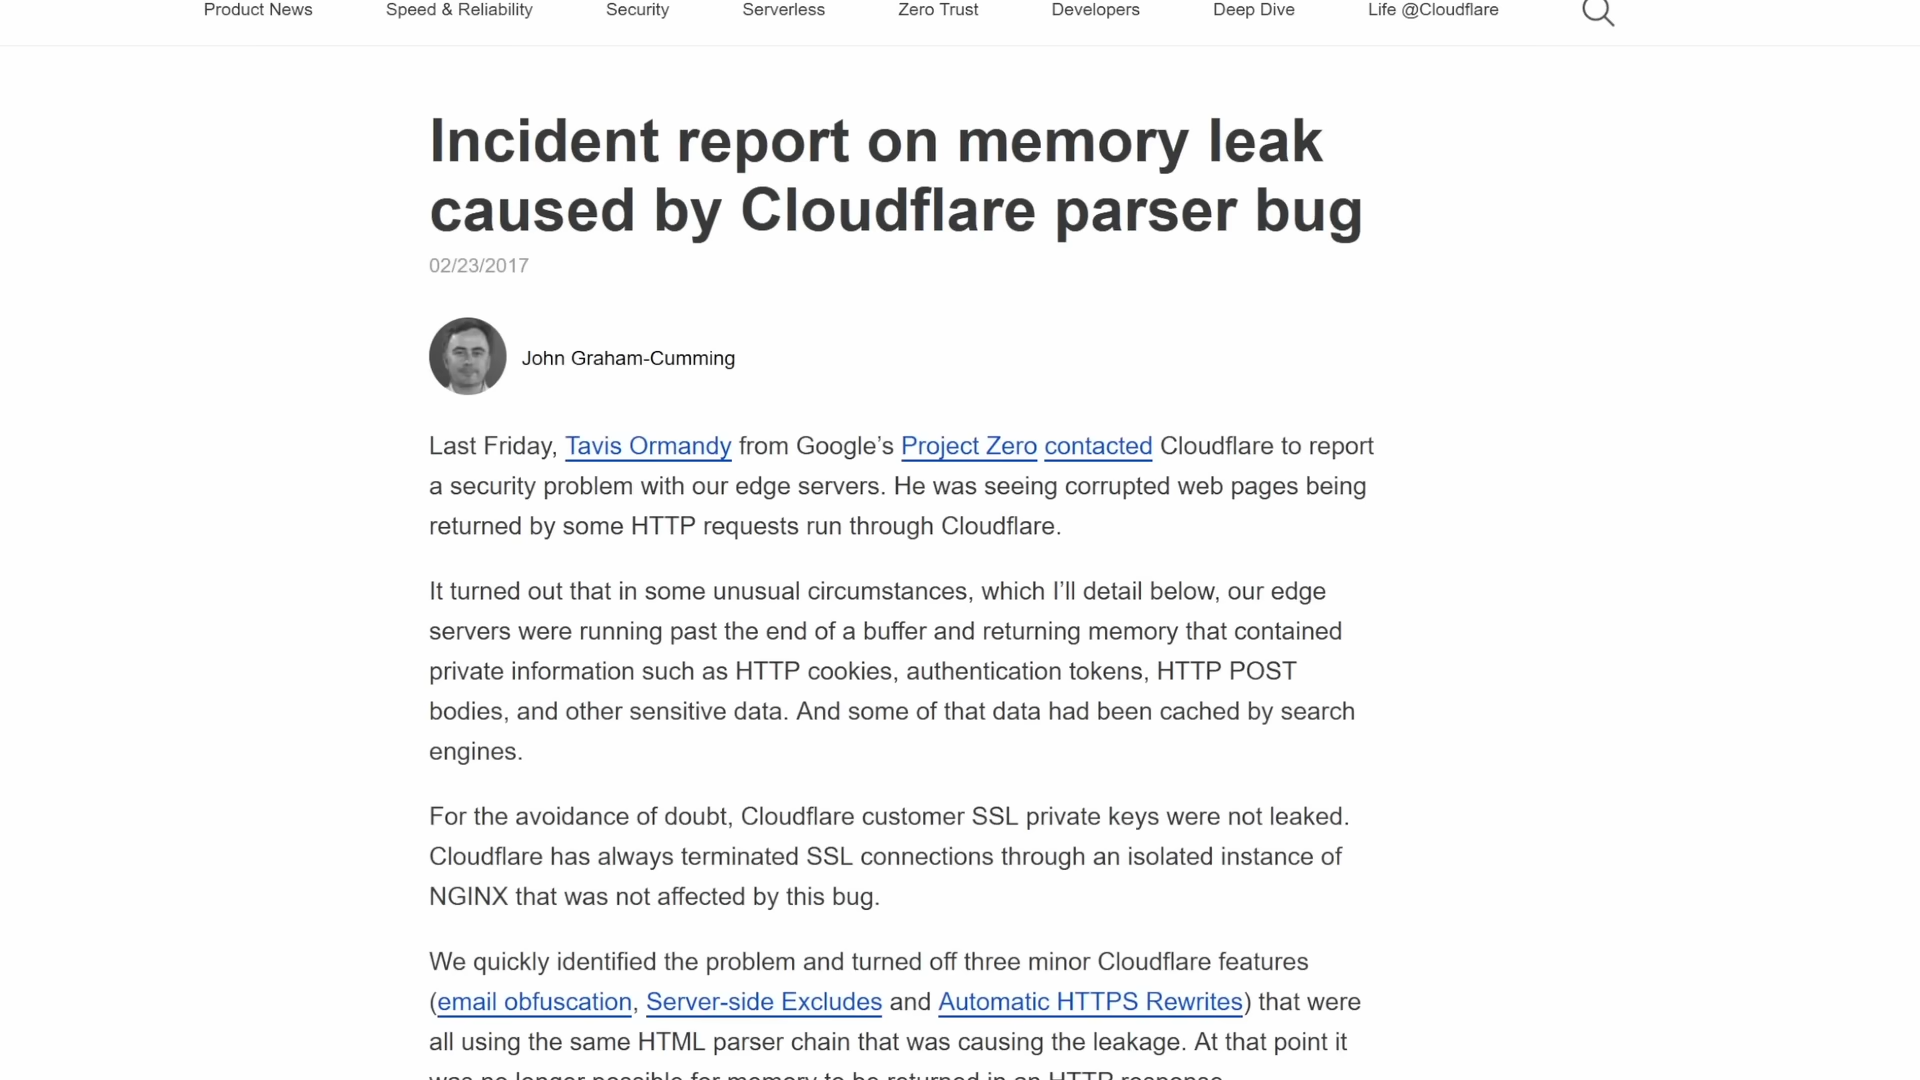 Product News Speed & Reliability Security Serverless Zero Trust Developers Deep Dive Life @Cloudflare
Incident report on memory leak
caused by Cloudflare parser bug
02/23/2017
John Graham-Cumming
Last Friday, Tavis Ormandy from Google’s Project Zero contacted Cloudflare to report
a security problem with our edge servers. He was seeing corrupted web pages being
returned by some HTTP requests run through Cloudflare.
It turned out that in some unusual circumstances, which I’ll detail below, our edge
servers were running past the end of a buffer and returning memory that contained
private information such as HTTP cookies, authentication tokens, HTTP POST
bodies, and other sensitive data. And some of that data had been cached by search
engines.
For the avoidance of doubt, Cloudflare customer SSL private keys were not leaked.
Cloudflare has always terminated SSL connections through an isolated instance of
NGINX that was not affected by this bug.
We quickly identified the problem and turned off three minor Cloudflare features
(email obfuscation, Server-side Excludes and Automatic HTTPS Rewrites) that were
all using the same HTML parser chain that was causing the leakage. At that point it
was no longer possible for memory to be returned in an HTTP response.